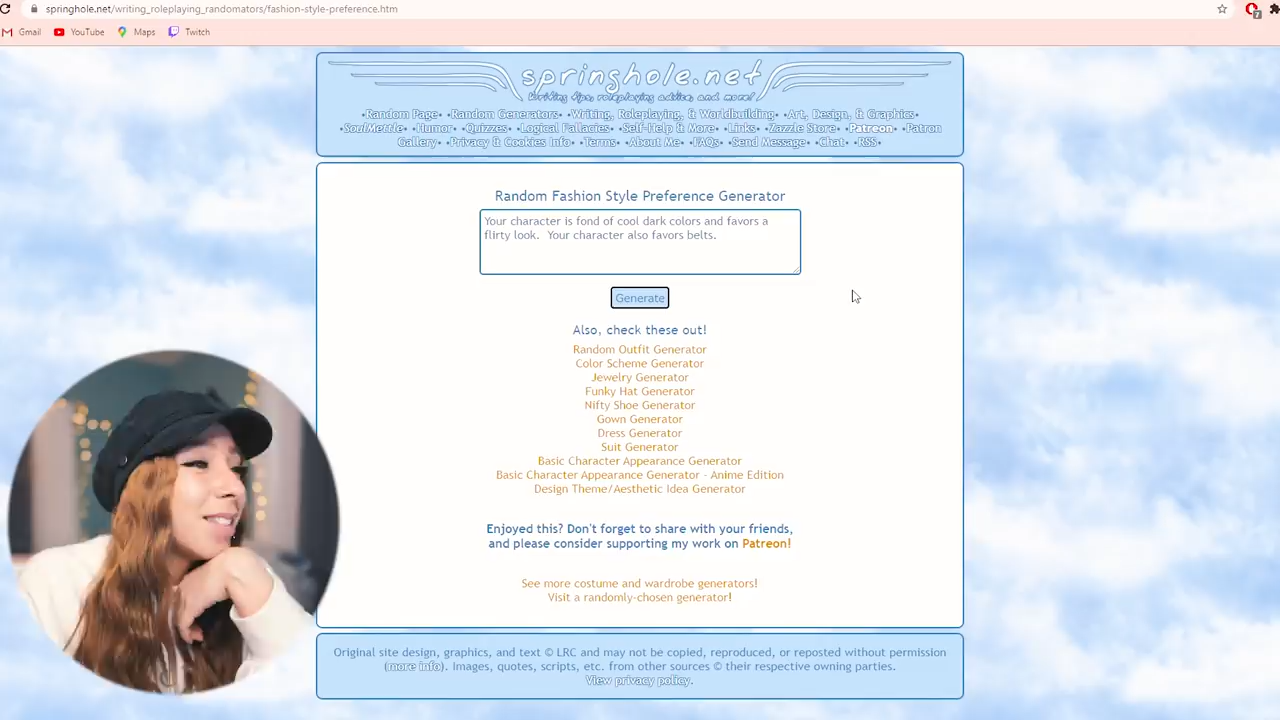 springhole.net/writing_roleplaying_randomators/fashion-style-preference.htm
Gmail YouTube Maps Twitch
springhole.net
Writing tips, roleplaying advice, and more!
•Random Page• •Random Generators• •Writing, Roleplaying, & Worldbuilding• •Art, Design, & Graphics•
•SoulMettle• •Humor• •Quizzes• •Logical Fallacies• •Self-Help & More• •Links• •Zazzle Store• •Patreon• •Patron
Gallery• •Privacy & Cookies Info• •Terms• •About Me• •FAQs• •Send Message• •Chat• •RSS•
Random Fashion Style Preference Generator
Your character is fond of cool dark colors and favors a
flirty look. Your character also favors belts.
Generate
Also, check these out!
Random Outfit Generator
Color Scheme Generator
Jewelry Generator
Funky Hat Generator
Nifty Shoe Generator
Gown Generator
Dress Generator
Suit Generator
Basic Character Appearance Generator
Basic Character Appearance Generator - Anime Edition
Design Theme/Aesthetic Idea Generator
Enjoyed this? Don't forget to share with your friends,
and please consider supporting my work on Patreon!
See more costume and wardrobe generators!
Visit a randomly-chosen generator!
Original site design, graphics, and text © LRC and may not be copied, reproduced, or reposted without permission
(more info). Images, quotes, scripts, etc. from other sources © their respective owning parties.
View privacy policy.